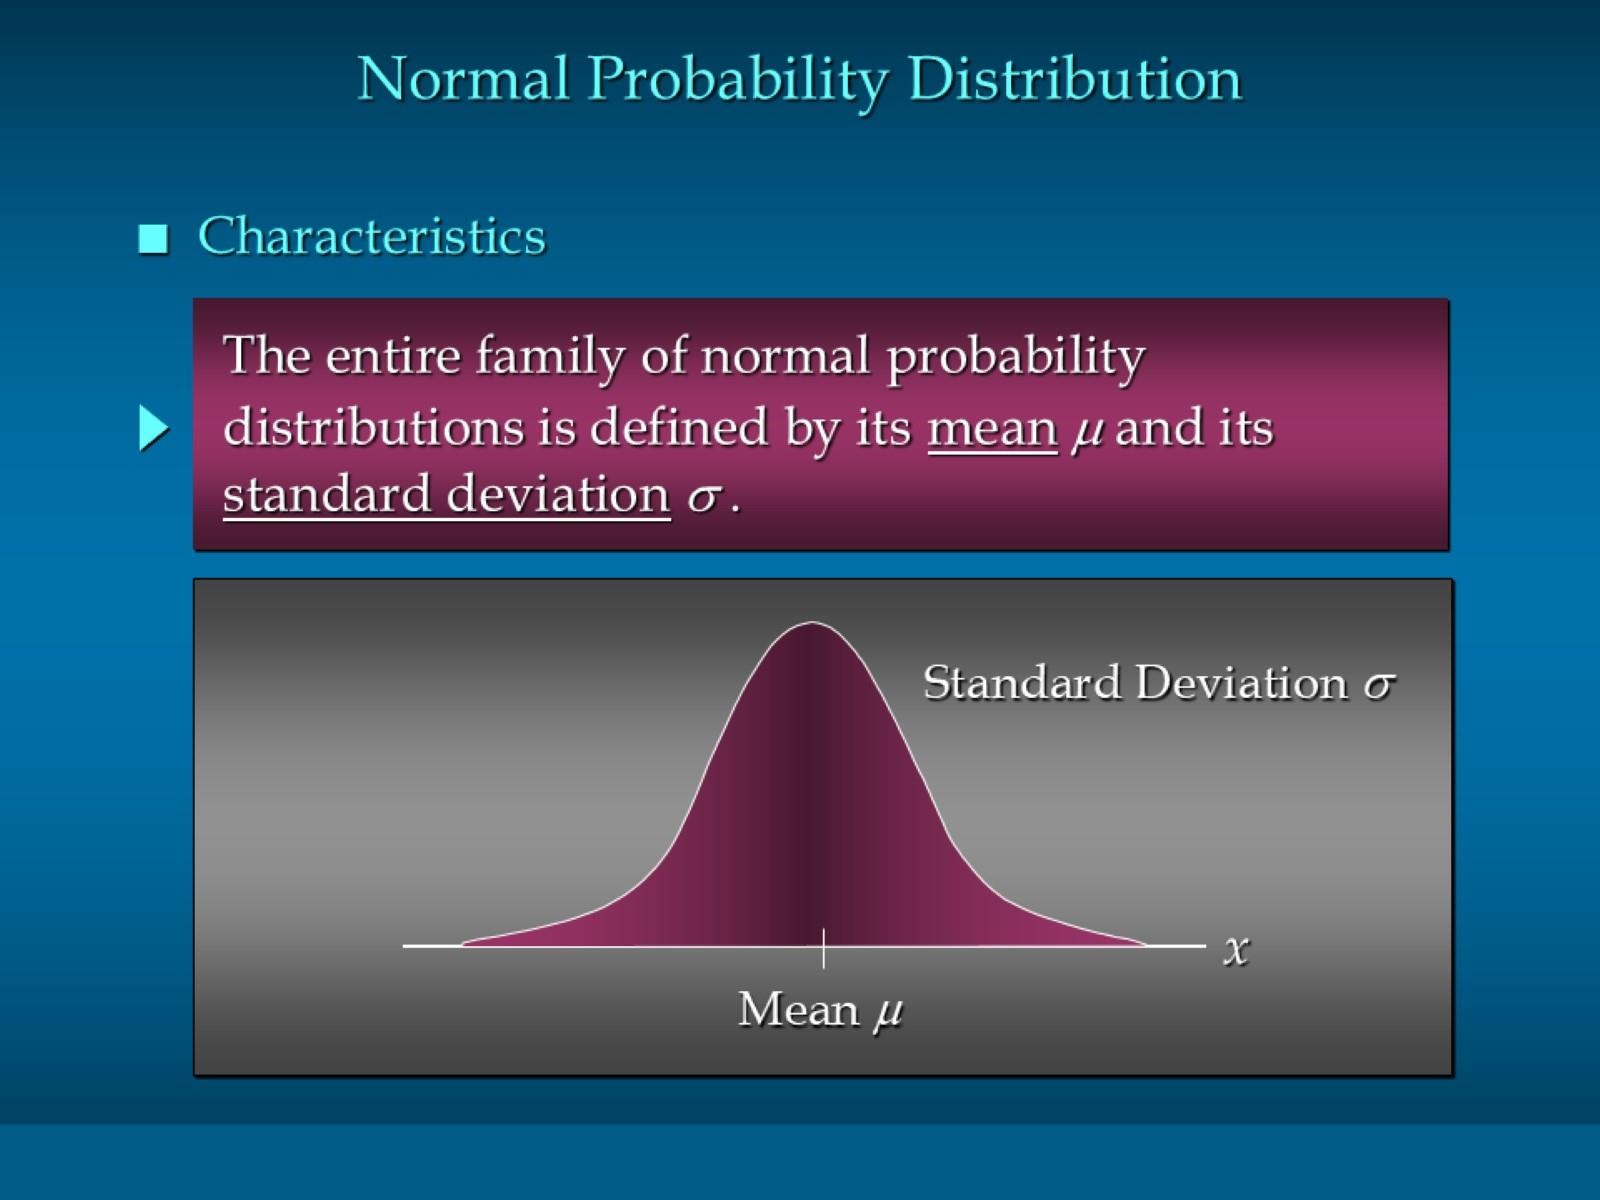 Normal Probability Distribution
Characteristics
The entire family of normal probability
distributions is defined by its mean μ and its
standard deviation σ .
Standard Deviation σ
x
Mean μ